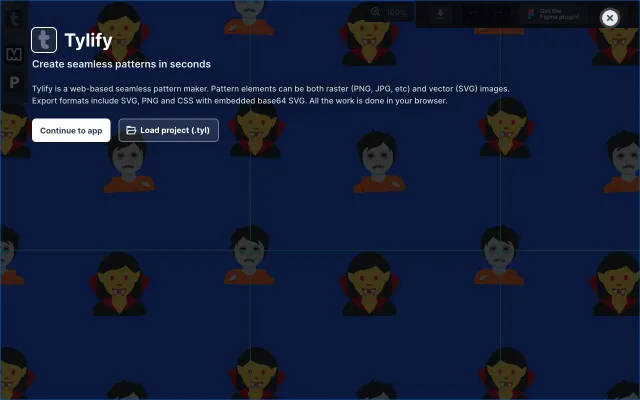 100%
Get the
Figma plugin!
t Tylify
Create seamless patterns in seconds
Tylify is a web-based seamless pattern maker. Pattern elements can be both raster (PNG, JPG, etc) and vector (SVG) images.
Export formats include SVG, PNG and CSS with embedded base64 SVG. All the work is done in your browser.
Continue to app
Load project (.tyl)
t
M
P